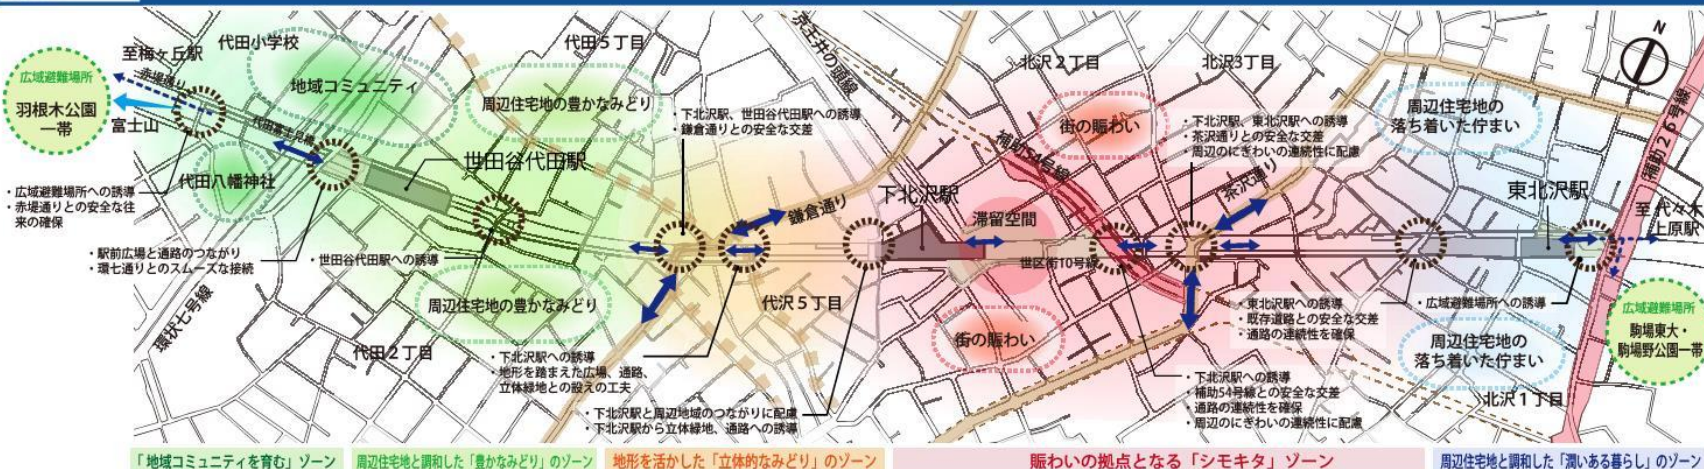 京王井の頭線
代田小学校
至梅ヶ丘駅
赤堤通り
代田5丁目
北沢2丁目
北沢3丁目
N
補助26号線
広域避難場所
羽根木公園
一帯
富士山
地域コミュニティ
代田富士見橋
周辺住宅地の豊かなみどり
・下北沢駅、世田谷代田駅への誘導
・鎌倉通りとの安全な交差
街の賑わい
・下北沢駅、東北沢駅への誘導
・茶沢通りとの安全な交差
・周辺のにぎわいの連続性に配慮
周辺住宅地の
落ち着いた佇まい
補助54号線
茶沢通り
代田八幡神社
世田谷代田駅
下北沢駅
東北沢駅
至 代々木
上原駅
・広域避難場所への誘導
・赤堤通りとの安全な往
来の確保
鎌倉通り
滞留空間
・駅前広場と通路のつながり
・環七通りとのスムーズな接続
・世田谷代田駅への誘導
世区街10号線
周辺住宅地の豊かなみどり
代沢5丁目
・東北沢駅への誘導
・既存道路との安全な交差
・通路の連続性を確保
・広域避難場所への誘導
広域避難場所
駒場東大・
駒場野公園一帯
環状七号線
代田2丁目
街の賑わい
周辺住宅地の
落ち着いた佇まい
・下北沢駅への誘導
・地形を踏まえた広場、通路、
立体緑地との設えの工夫
・下北沢駅への誘導
・補助54号線との安全な交差
・通路の連続性を確保
・周辺のにぎわいの連続性に配慮
北沢1丁目
・下北沢駅と周辺地域のつながりに配慮
・下北沢駅から立体緑地、通路への誘導
「地域コミュニティを育む」ゾーン
周辺住宅地と調和した「豊かなみどり」のゾーン
地形を活かした「立体的なみどり」のゾーン
賑わいの拠点となる「シモキタ」ゾーン
周辺住宅地と調和した「潤いある暮らし」のゾーン